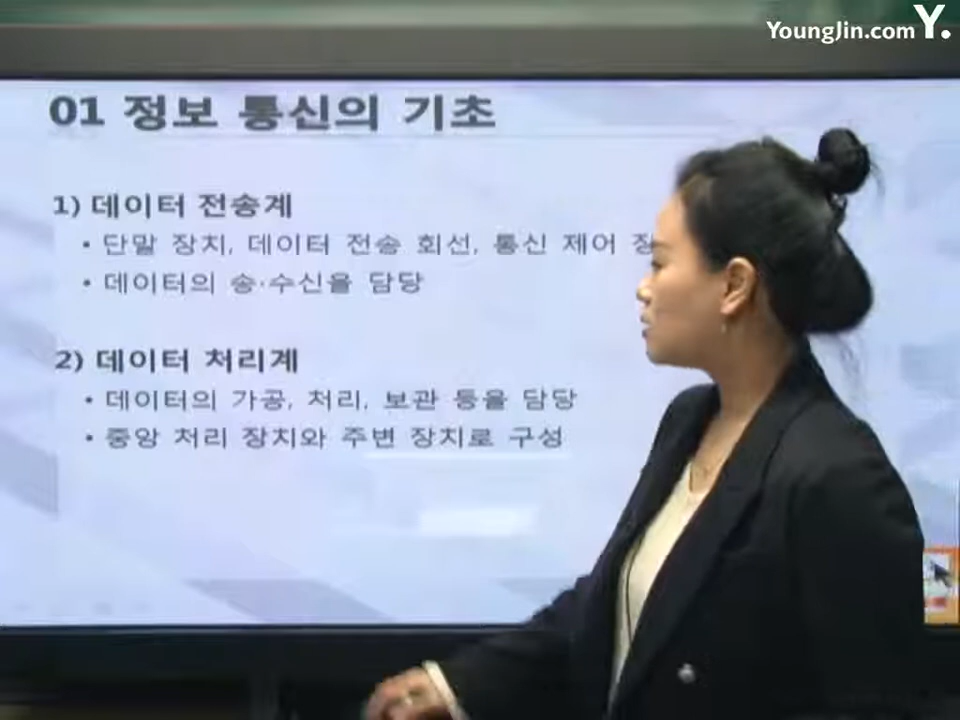 YoungJin.com Y.
01 정보 통신의 기초
1) 데이터 전송계
• 단말 장치, 데이터 전송 회선, 통신 제어
• 데이터의 송·수신을 담당
2) 데이터 처리계
• 데이터의 가공, 처리, 보관 등을 담당
• 중앙 처리 장치와 주변 장치로 구성